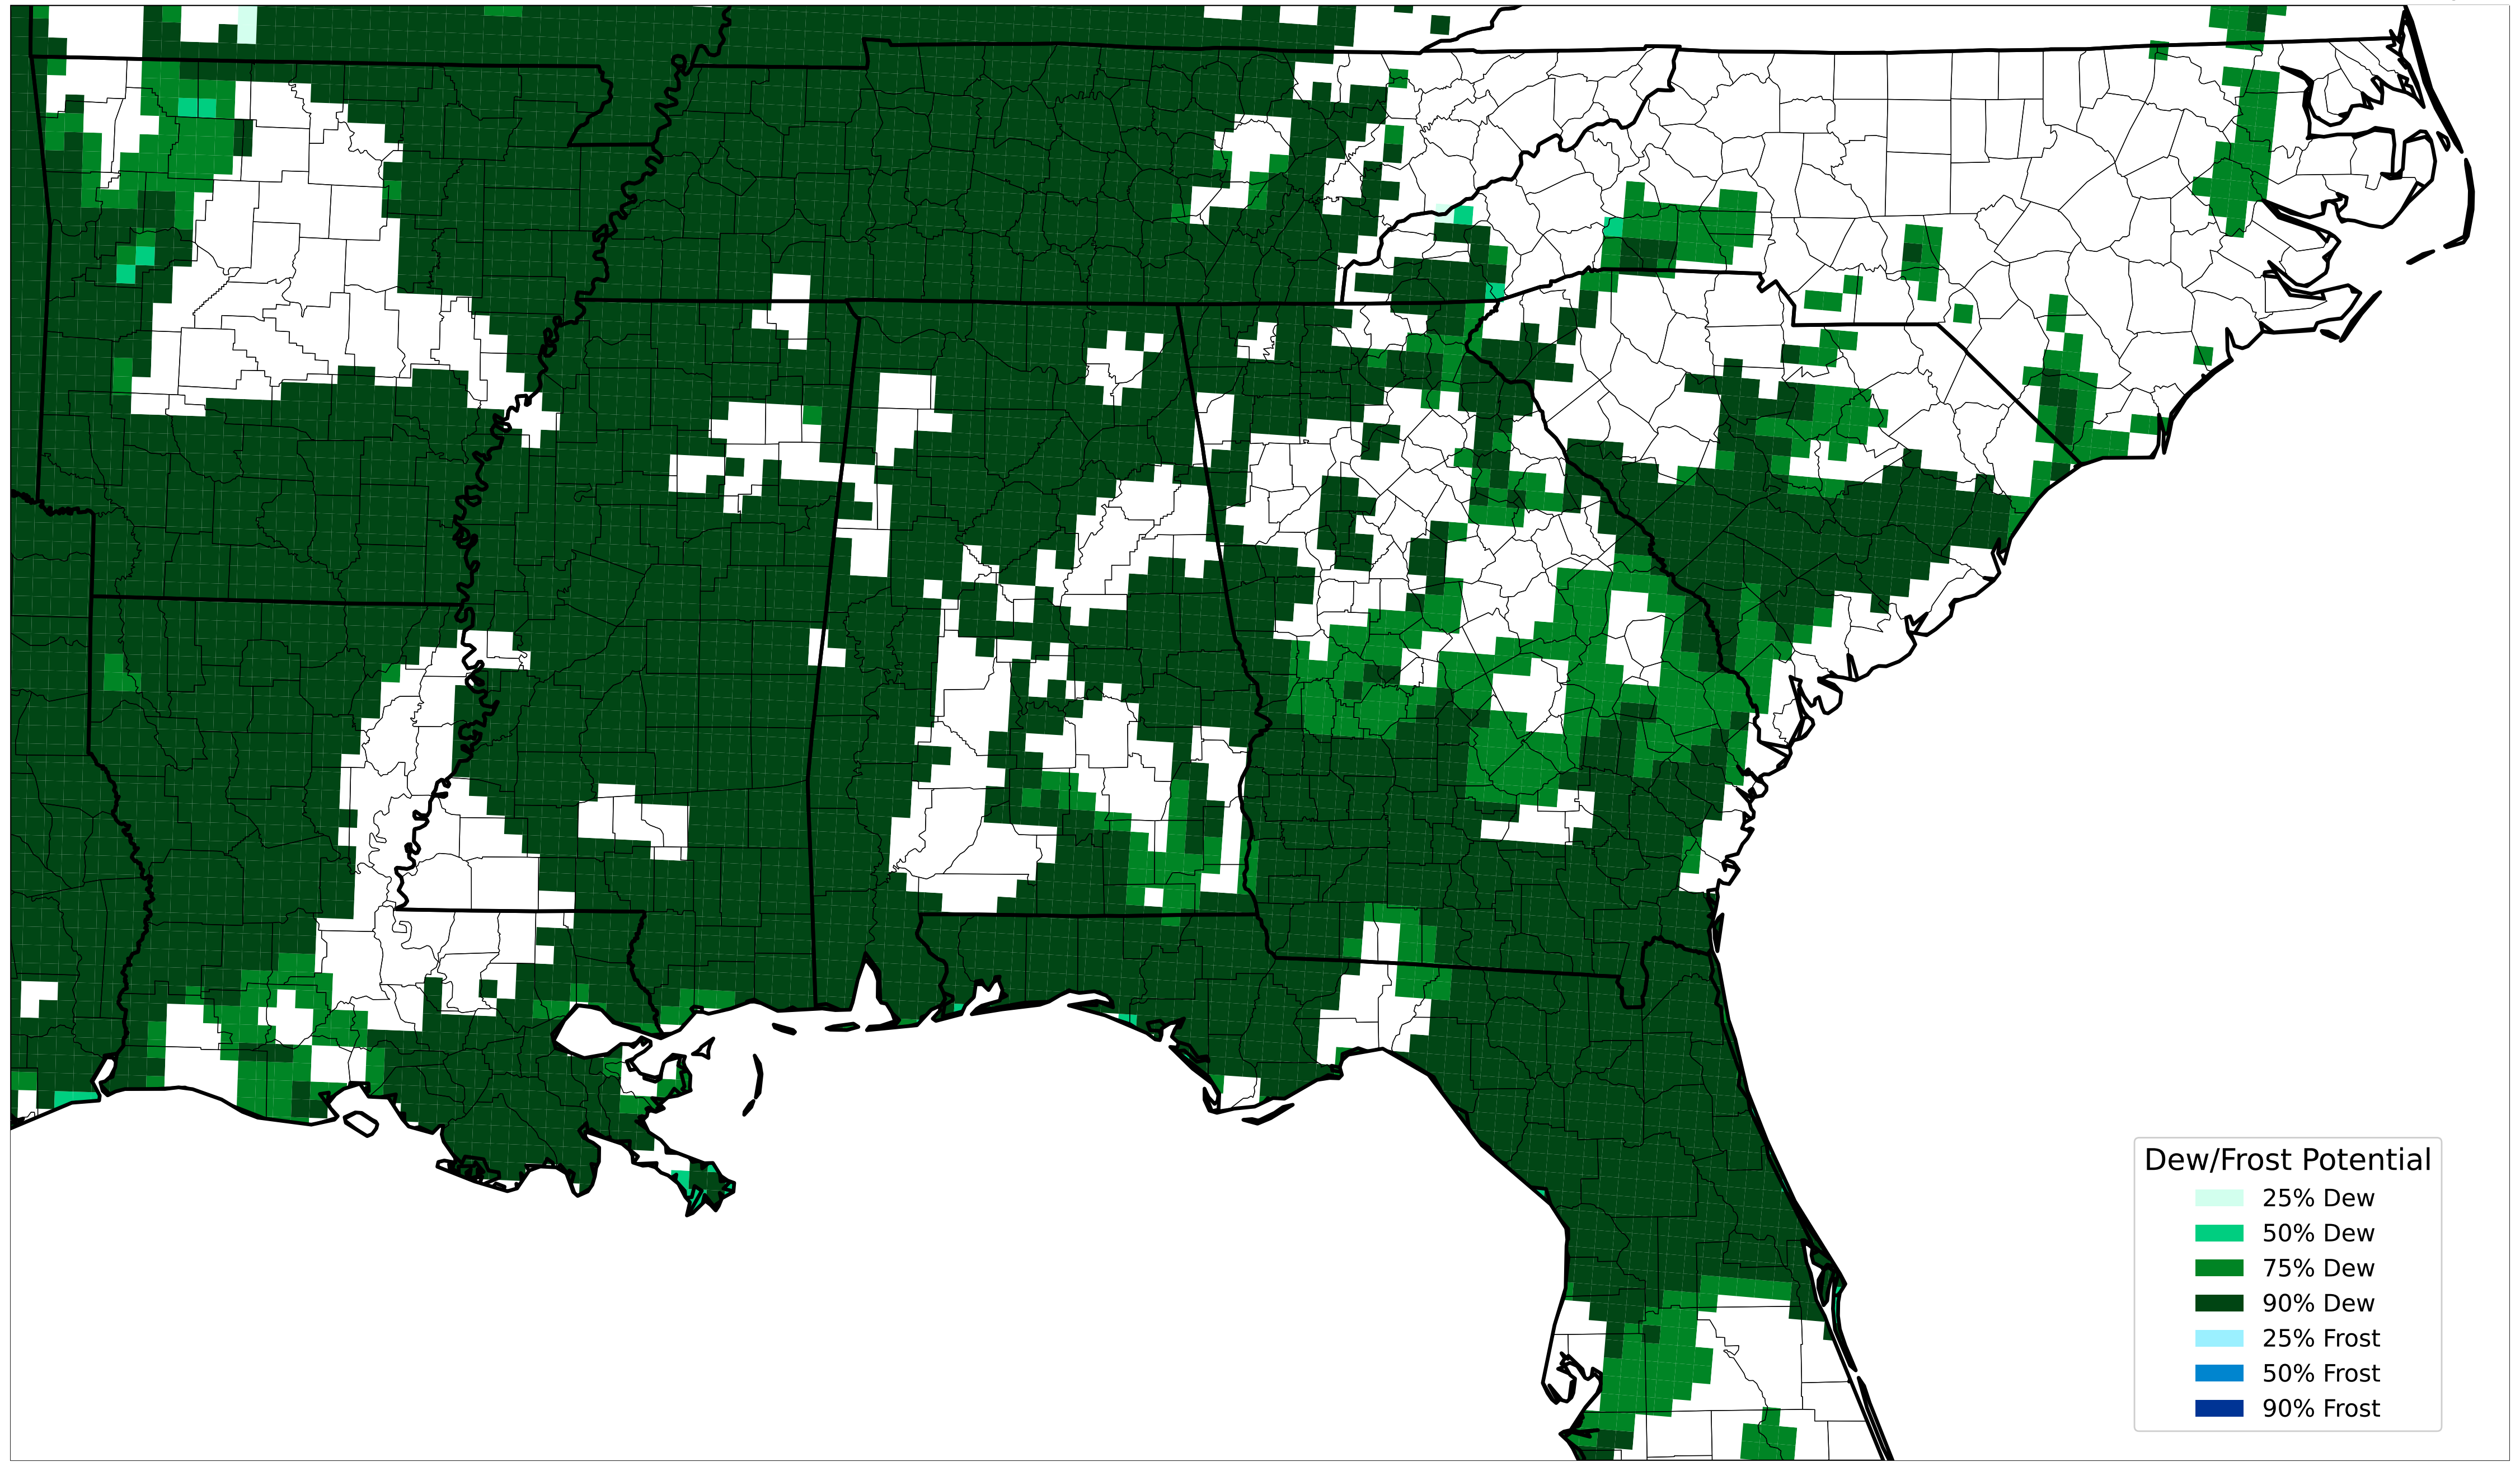 Dew/Frost Potential
25% Dew
50% Dew
75% Dew
90% Dew
25% Frost
50% Frost
90% Frost